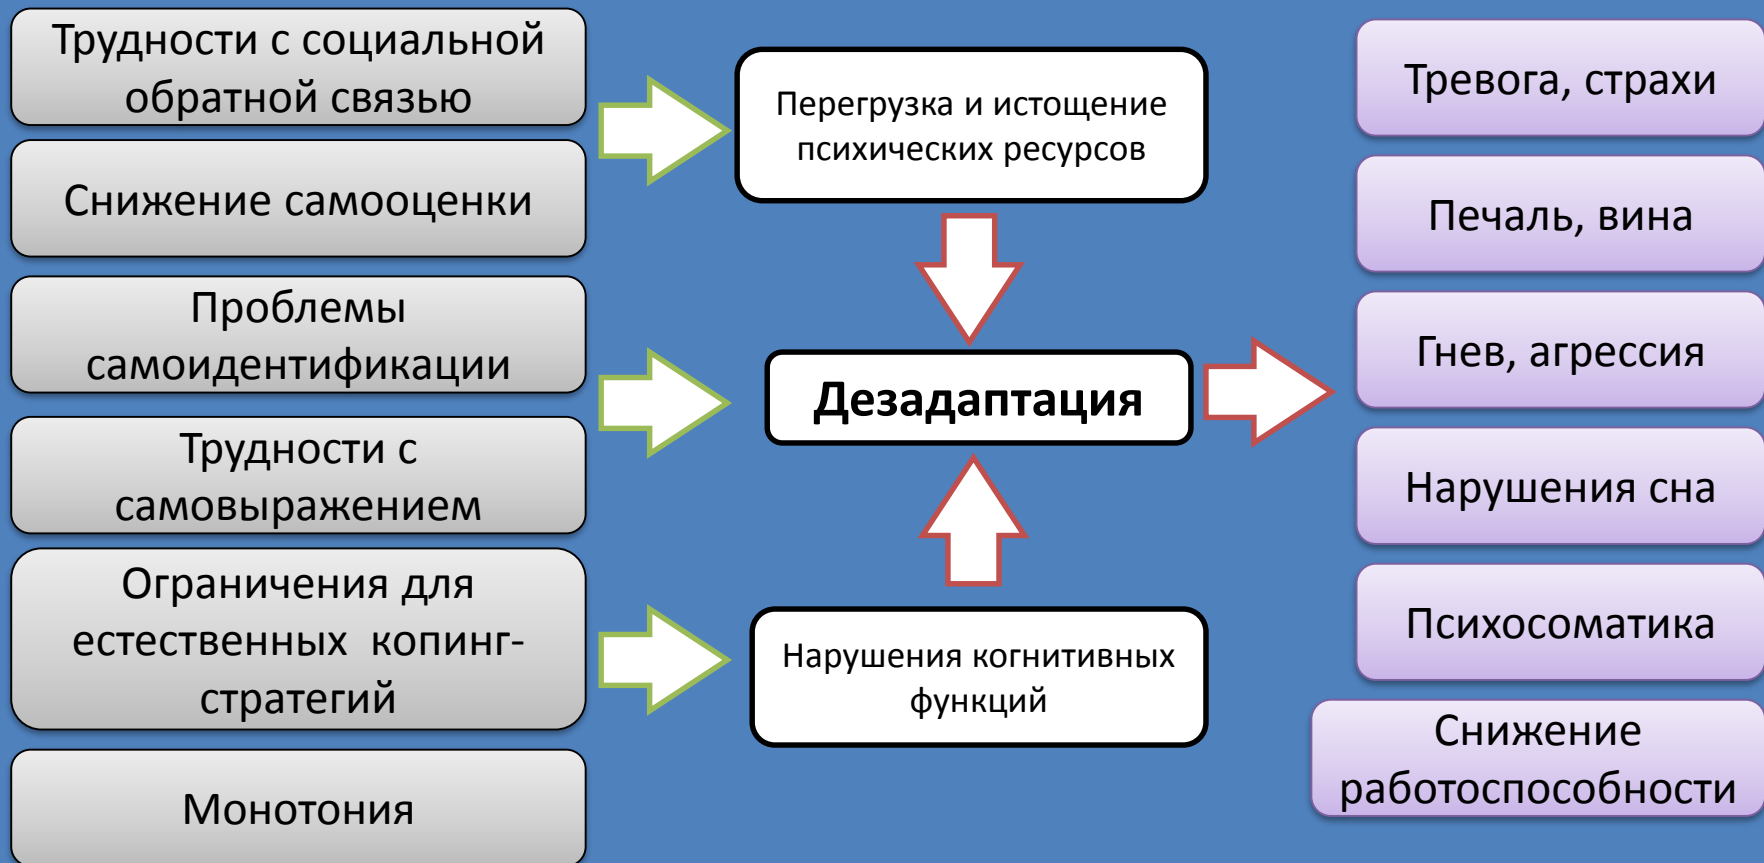 Трудности с социальной
обратной связью
Снижение самооценки
Проблемы
самоидентификации
Трудности с
самовыражением
Ограничения для
естественных копинг-
стратегий
Монотония
Перегрузка и истощение
психических ресурсов
Дезадаптация
Нарушения когнитивных
функций
Тревога, страхи
Печаль, вина
Гнев, агрессия
Нарушения сна
Психосоматика
Снижение
работоспособности